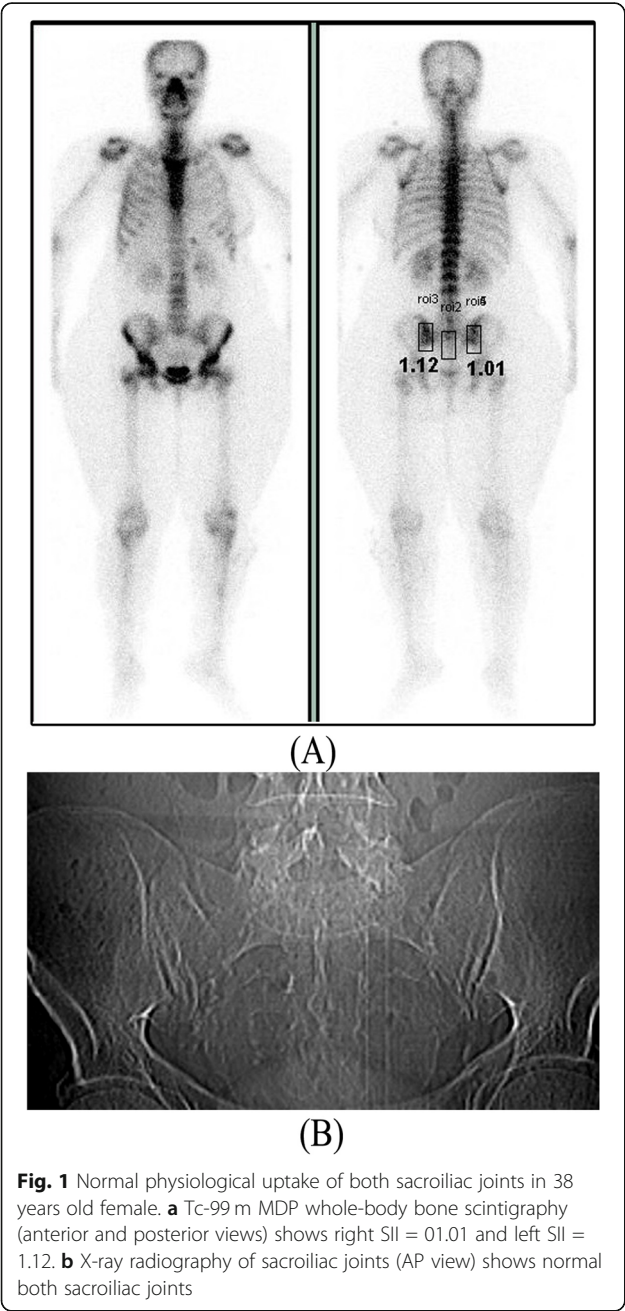 roi3
roi2
roi
1.12
1.01
(A)
(B)
Fig. 1 Normal physiological uptake of both sacroiliac joints in 38
years old female. a Tc-99 m MDP whole-body bone scintigraphy
(anterior and posterior views) shows right SII = 01.01 and left SII =
1.12. b X-ray radiography of sacroiliac joints (AP view) shows normal
both sacroiliac joints